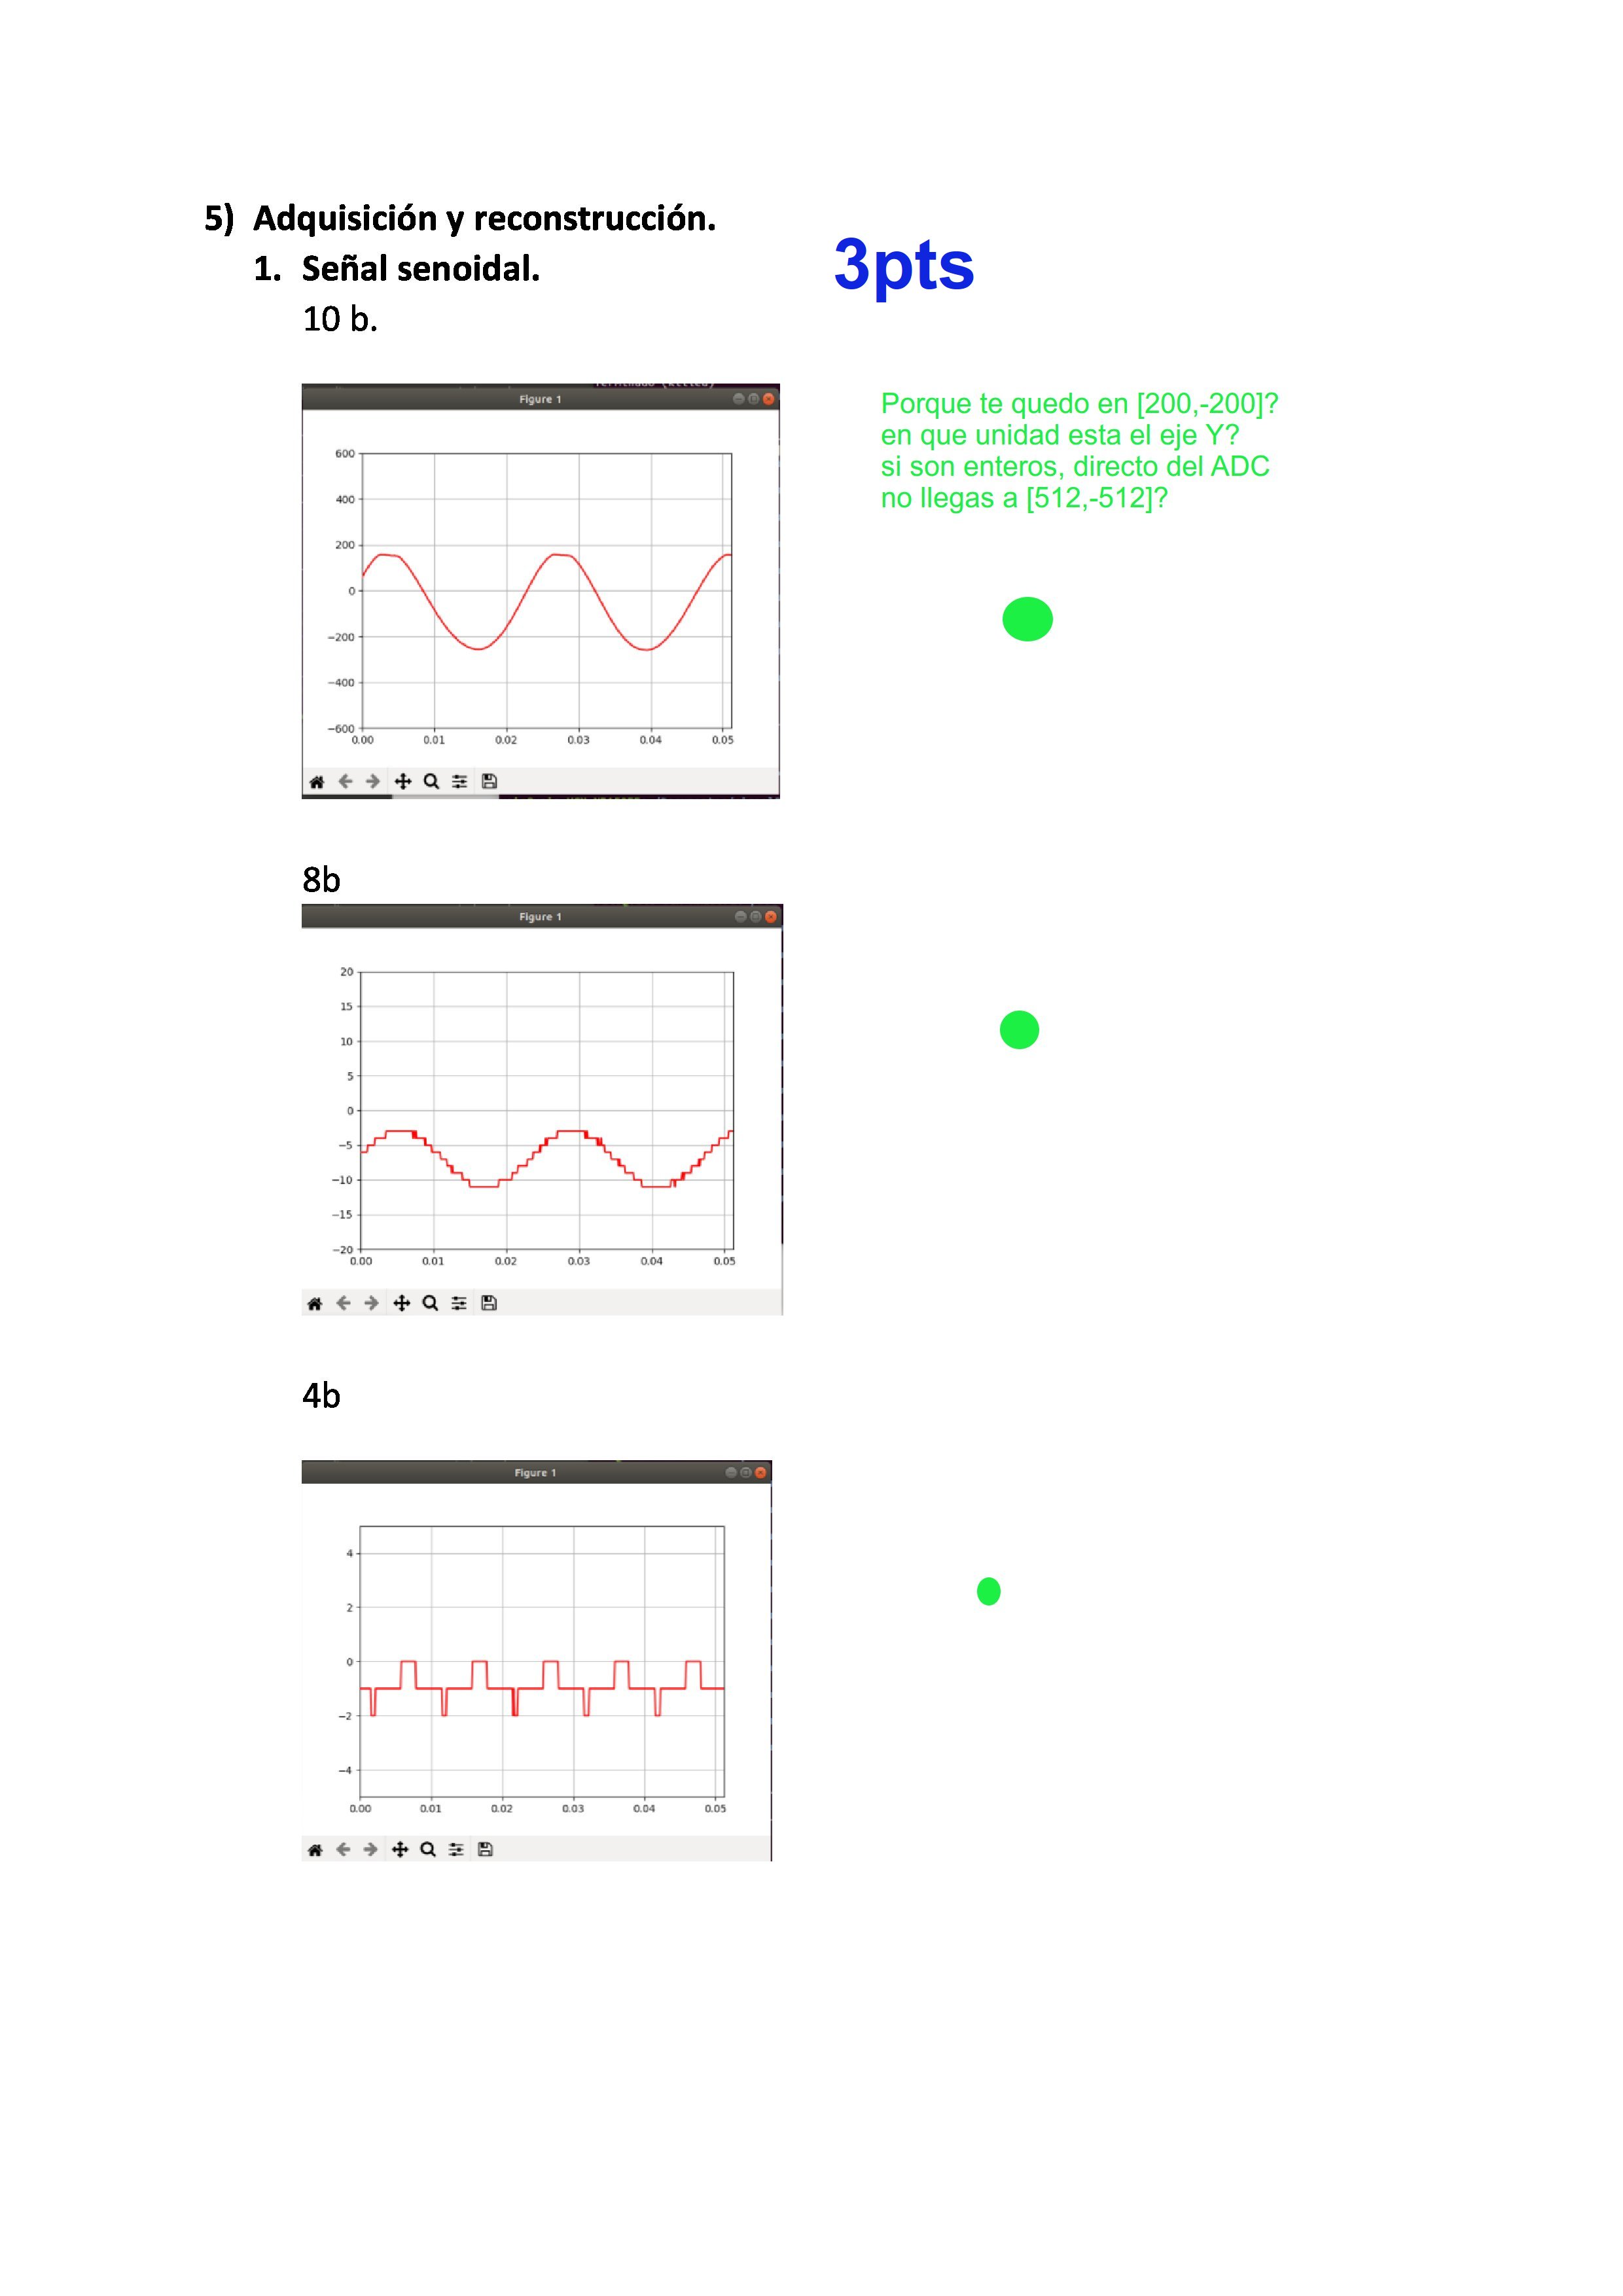 5) Adquisición y reconstrucción.
1. Señal senoidal.
3pts
10 b.
Figure 1
Porque te quedo en [200,-200]?
en que unidad esta el eje Y?
si son enteros, directo del ADC
no llegas a [512,-512]?
600
400
200
0
−200
−400
−600
0.00 0.01 0.02 0.03 0.04 0.05
8b
Figure 1
20
15
10
5
0
−5
−10
−15
−20
0.00 0.01 0.02 0.03 0.04 0.05
4b
Figure 1
4
2
0
−2
−4
0.00 0.01 0.02 0.03 0.04 0.05